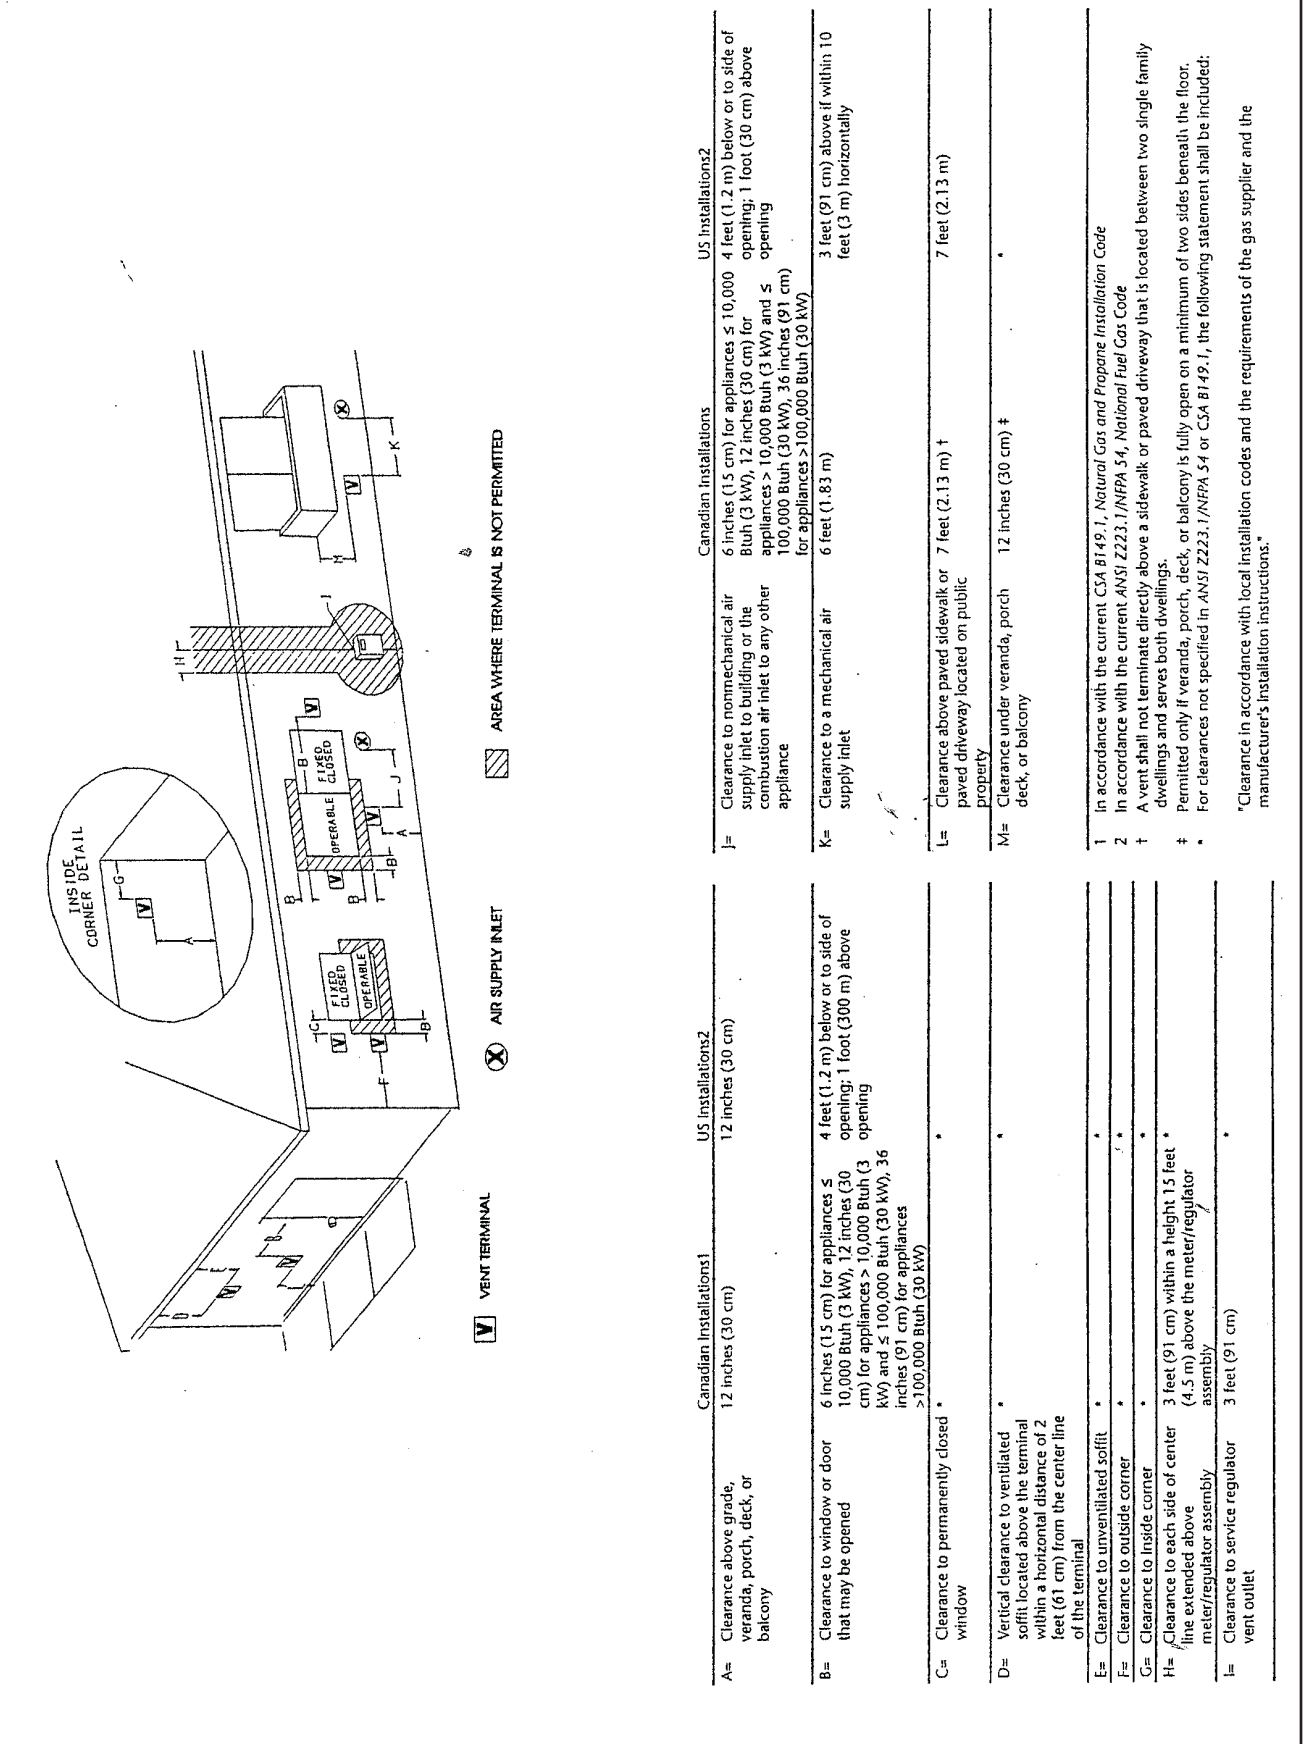 INSIDE
CORNER DETAIL
G
V
A
D
E
B
V
V
C
FIXED
CLOSED
OPERABLE
V
V
F
B
B
B
V
OPERABLE
FIXED
CLOSED
B
V
B
A
V
J
X
H
I
M
V
K
X
V VENT TERMINAL
X AIR SUPPLY INLET
AREA WHERE TERMINAL IS NOT PERMITTED
Canadian Installations1
US Installations2
A= Clearance above grade, 12 inches (30 cm) 12 inches (30 cm)
veranda, porch, deck, or
balcony
B= Clearance to window or door 6 inches (15 cm) for appliances ≤ 4 feet (1.2 m) below or to side of
that may be opened 10,000 Btuh (3 kW), 12 inches (30 opening; 1 foot (300 m) above
cm) for appliances > 10,000 Btuh (3 opening
kW) and ≤ 100,000 Btuh (30 kW), 36
inches (91 cm) for appliances
>100,000 Btuh (30 kW)
C= Clearance to permanently closed * *
window
D= Vertical clearance to ventilated * *
soffit located above the terminal
within a horizontal distance of 2
feet (61 cm) from the center line
of the terminal
E= Clearance to unventilated soffit * *
F= Clearance to outside corner * *
G= Clearance to Inside corner * *
H= Clearance to each side of center 3 feet (91 cm) within a height 15 feet *
line extended above (4.5 m) above the meter/regulator
meter/regulator assembly assembly
I= Clearance to service regulator 3 feet (91 cm) *
vent outlet
Canadian Installations
US Installations2
J= Clearance to nonmechanical air 6 inches (15 cm) for appliances ≤ 10,000 4 feet (1.2 m) below or to side of
supply inlet to building or the Btuh (3 kW), 12 inches (30 cm) for opening; 1 foot (30 cm) above
combustion air inlet to any other appliances > 10,000 Btuh (3 kW) and ≤ opening
appliance 100,000 Btuh (30 kW), 36 inches (91 cm)
for appliances >100,000 Btuh (30 kW)
K= Clearance to a mechanical air 6 feet (1.83 m) 3 feet (91 cm) above if within 10
supply inlet feet (3 m) horizontally
L= Clearance above paved sidewalk or 7 feet (2.13 m) † 7 feet (2.13 m)
paved driveway located on public
property
M= Clearance under veranda, porch 12 inches (30 cm) ‡ *
deck, or balcony
1 In accordance with the current CSA B149.1, Natural Gas and Propane Installation Code
2 In accordance with the current ANSI Z223.1/NFPA 54, National Fuel Gas Code
† A vent shall not terminate directly above a sidewalk or paved driveway that is located between two single family
dwellings and serves both dwellings.
‡ Permitted only if veranda, porch, deck, or balcony is fully open on a minimum of two sides beneath the floor.
* For clearances not specified in ANSI Z223.1/NFPA 54 or CSA B149.1, the following statement shall be included:
"Clearance in accordance with local installation codes and the requirements of the gas supplier and the
manufacturer's installation instructions."